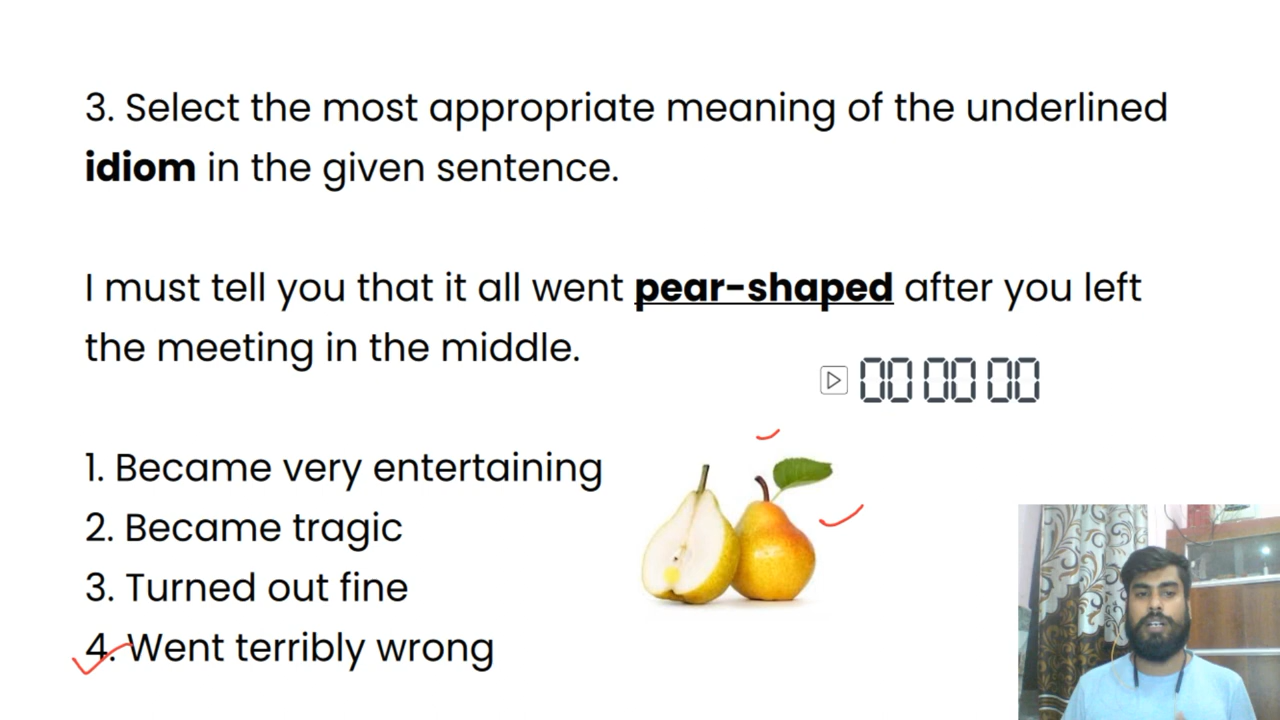 3. Select the most appropriate meaning of the underlined
idiom in the given sentence.
I must tell you that it all went pear-shaped after you left
the meeting in the middle.
00 00 00
1. Became very entertaining
2. Became tragic
3. Turned out fine
4. Went terribly wrong